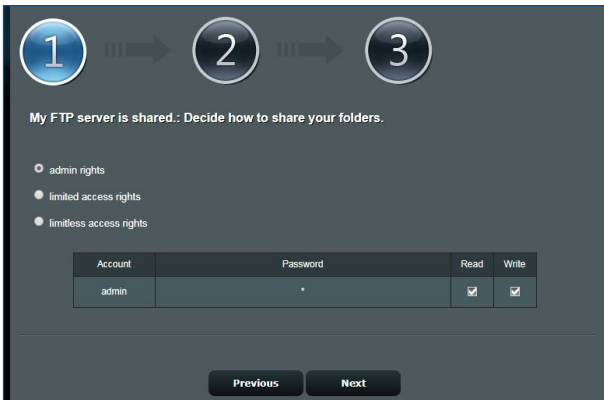 1 2 3
My FTP server is shared.: Decide how to share your folders.
admin rights
limited access rights
limitless access rights
Account Password Read Write
admin *
Previous Next